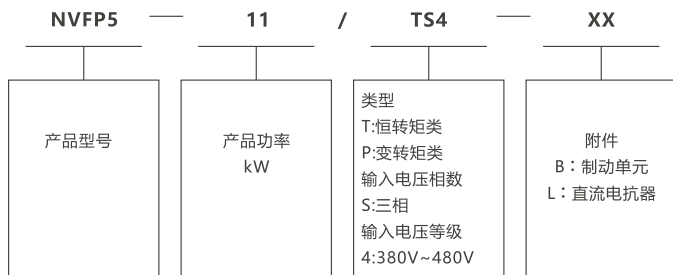 NVFP5 — 11 / TS4 — XX
产品型号
产品功率
kW
类型
T:恒转矩类
P:变转矩类
输入电压相数
S:三相
输入电压等级
4:380V~480V
附件
B：制动单元
L：直流电抗器